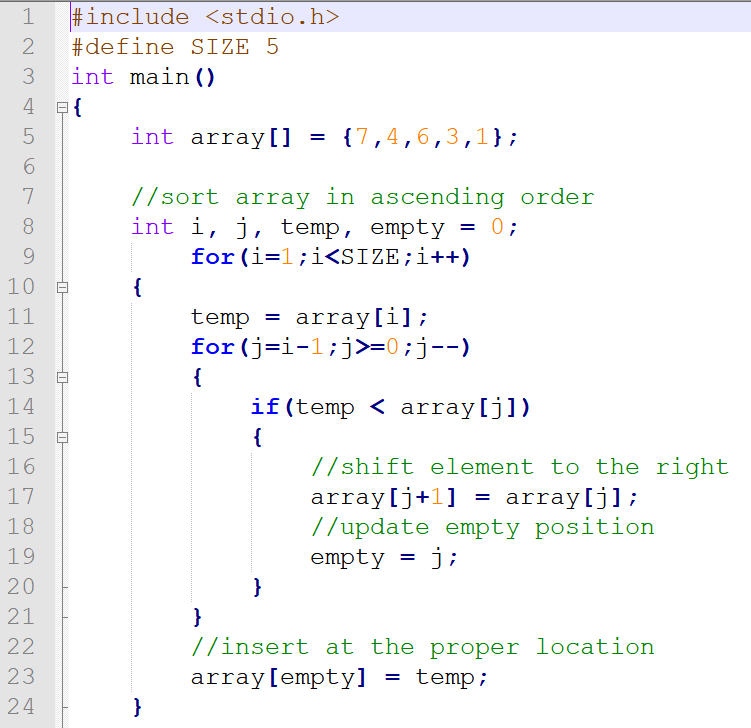 1 #include <stdio.h>
2 #define SIZE 5
3 int main()
4 {
5 int array[] = {7,4,6,3,1};
6
7 //sort array in ascending order
8 int i, j, temp, empty = 0;
9 for(i=1;i<SIZE;i++)
10 {
11 temp = array[i];
12 for(j=i-1;j>=0;j--)
13 {
14 if(temp < array[j])
15 {
16 //shift element to the right
17 array[j+1] = array[j];
18 //update empty position
19 empty = j;
20 }
21 }
22 //insert at the proper location
23 array[empty] = temp;
24 }